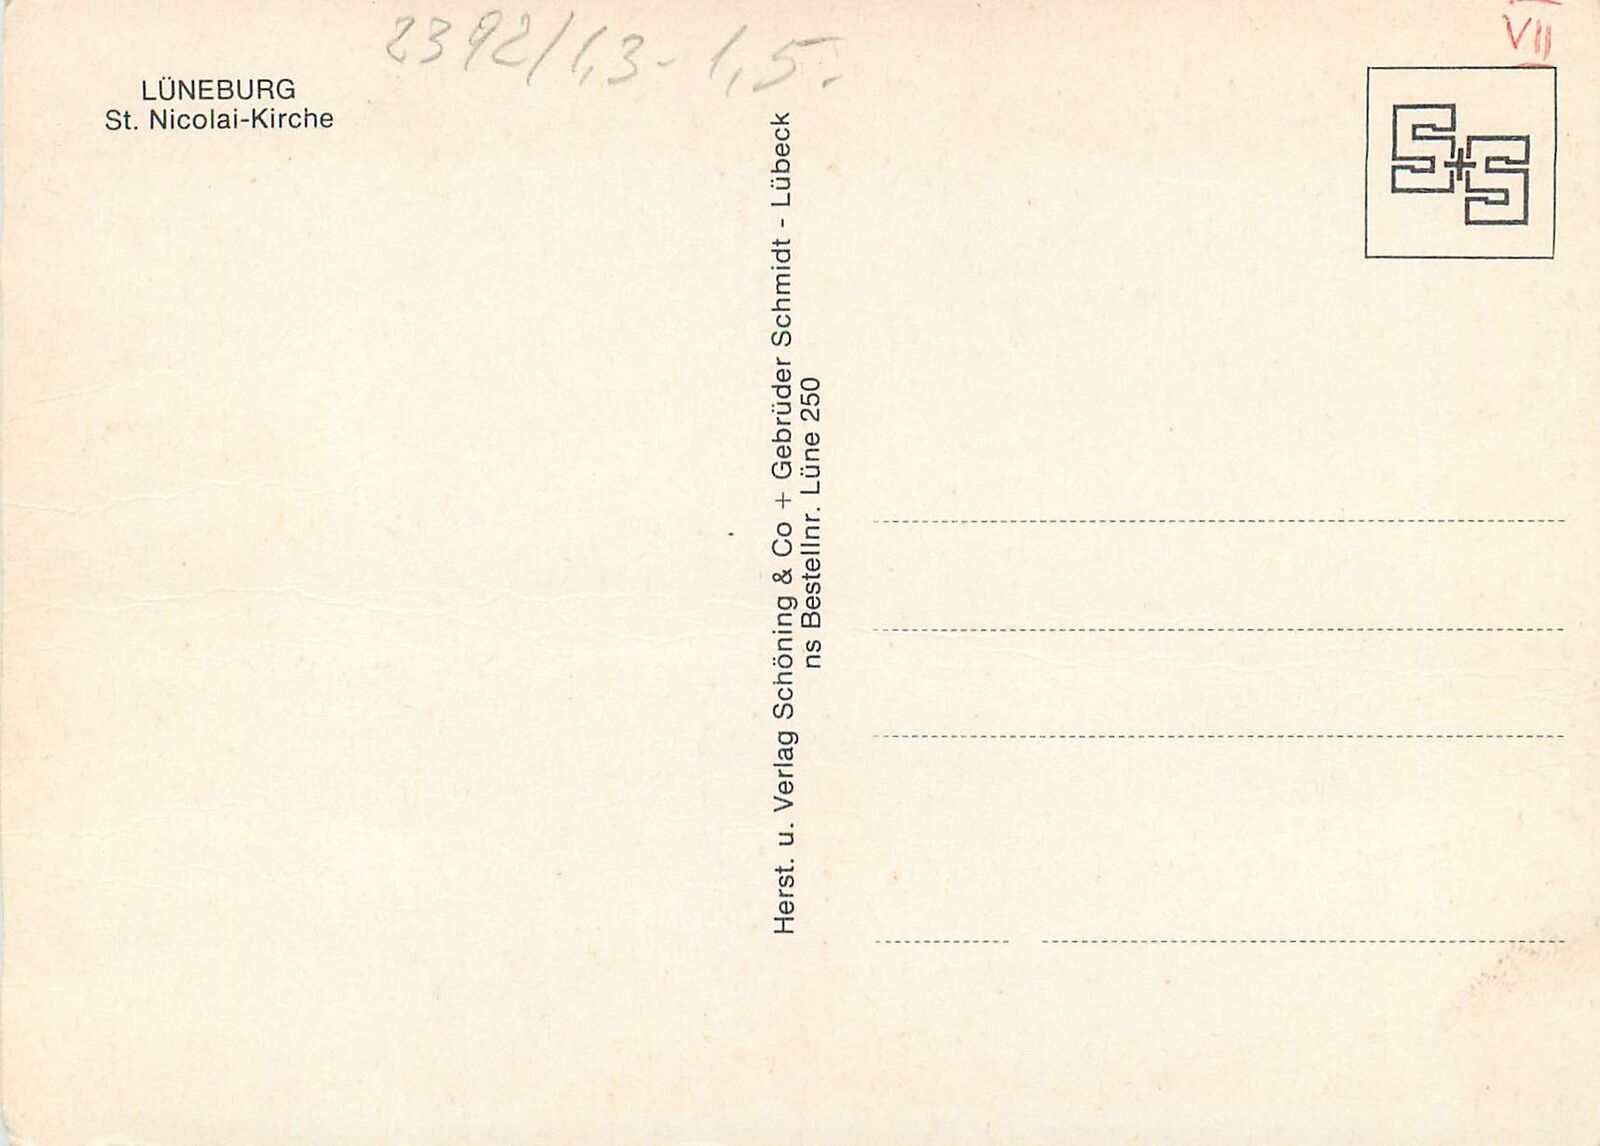 2392/1,3-1,5.
VII
LÜNEBURG
St. Nicolai-Kirche
S+S
Herst. u. Verlag Schöning & Co + Gebrüder Schmidt - Lübeck
ns Bestellnr. Lüne 250